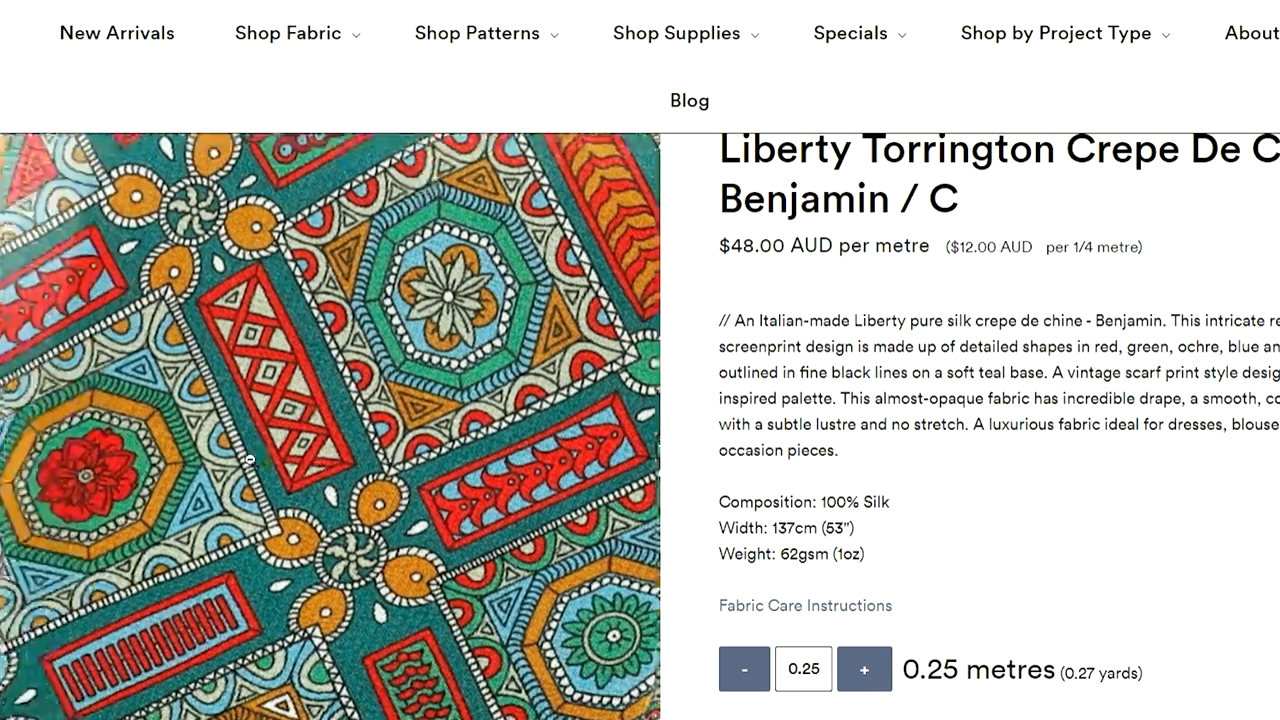 New Arrivals Shop Fabric Shop Patterns Shop Supplies Specials Shop by Project Type About
Blog
Liberty Torrington Crepe De C
Benjamin / C
$48.00 AUD per metre ($12.00 AUD per 1/4 metre)
// An Italian-made Liberty pure silk crepe de chine - Benjamin. This intricate re
screenprint design is made up of detailed shapes in red, green, ochre, blue an
outlined in fine black lines on a soft teal base. A vintage scarf print style desig
inspired palette. This almost-opaque fabric has incredible drape, a smooth, co
with a subtle lustre and no stretch. A luxurious fabric ideal for dresses, blouse
occasion pieces.
Composition: 100% Silk
Width: 137cm (53")
Weight: 62gsm (1oz)
Fabric Care Instructions
- 0.25 + 0.25 metres (0.27 yards)